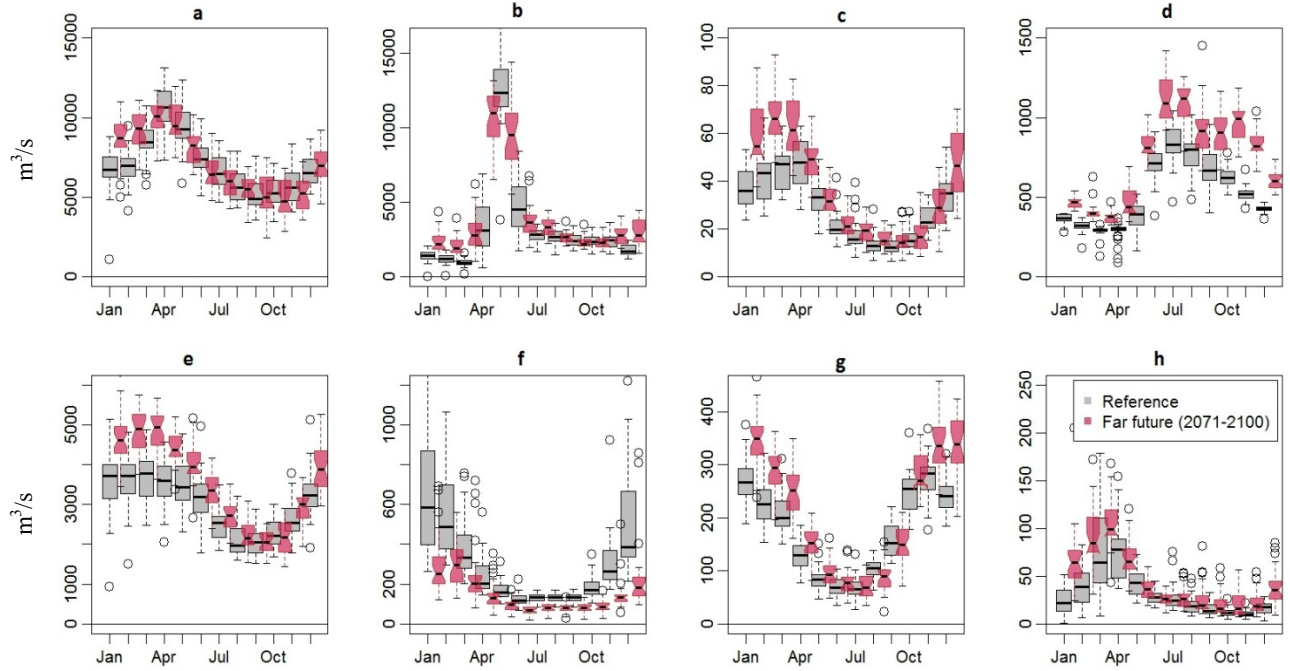 a
b
c
d
m³/s
15000
10000
5000
0
Jan
Apr
Jul
Oct
15000
10000
5000
0
Jan
Apr
Jul
Oct
100
80
60
40
20
0
Jan
Apr
Jul
Oct
1500
1000
500
0
Jan
Apr
Jul
Oct
e
f
g
h
m³/s
5000
3000
1000
0
Jan
Apr
Jul
Oct
1000
600
200
0
Jan
Apr
Jul
Oct
400
300
200
100
0
Jan
Apr
Jul
Oct
250
200
150
100
50
0
Reference
Far future (2071-2100)
Jan
Apr
Jul
Oct